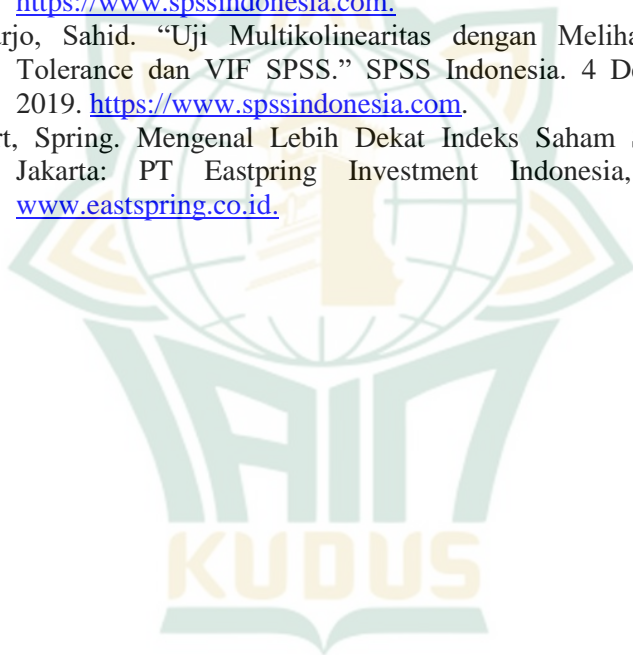 https://www.spssindonesia.com.
rjo, Sahid. “Uji Multikolinearitas dengan Meliha
Tolerance dan VIF SPSS.” SPSS Indonesia. 4 De
2019. https://www.spssindonesia.com.
rt, Spring. Mengenal Lebih Dekat Indeks Saham
Jakarta: PT Eastpring Investment Indonesia,
www.eastspring.co.id.
IAIN
KUDUS